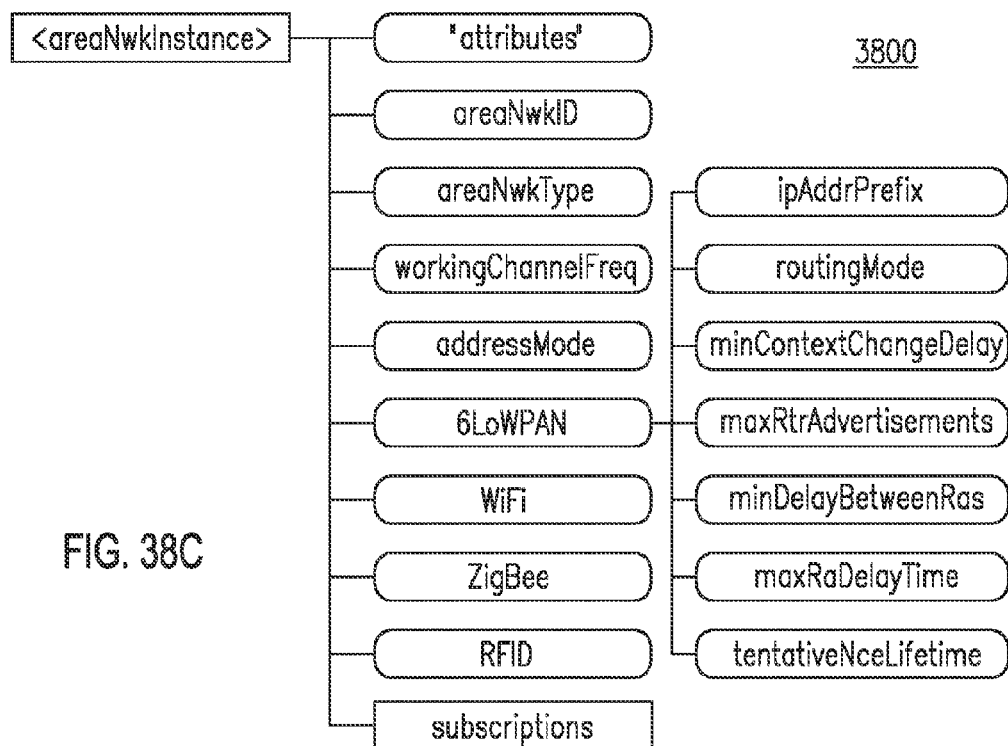 <areaNwkInstance>
"attributes"
3800
areaNwkID
areaNwkType
ipAddrPrefix
workingChannelFreq
routingMode
addressMode
minContextChangeDelay
6LoWPAN
maxRtrAdvertisements
WiFi
minDelayBetweenRas
FIG. 38C
ZigBee
maxRaDelayTime
RFID
tentativeNceLifetime
subscriptions